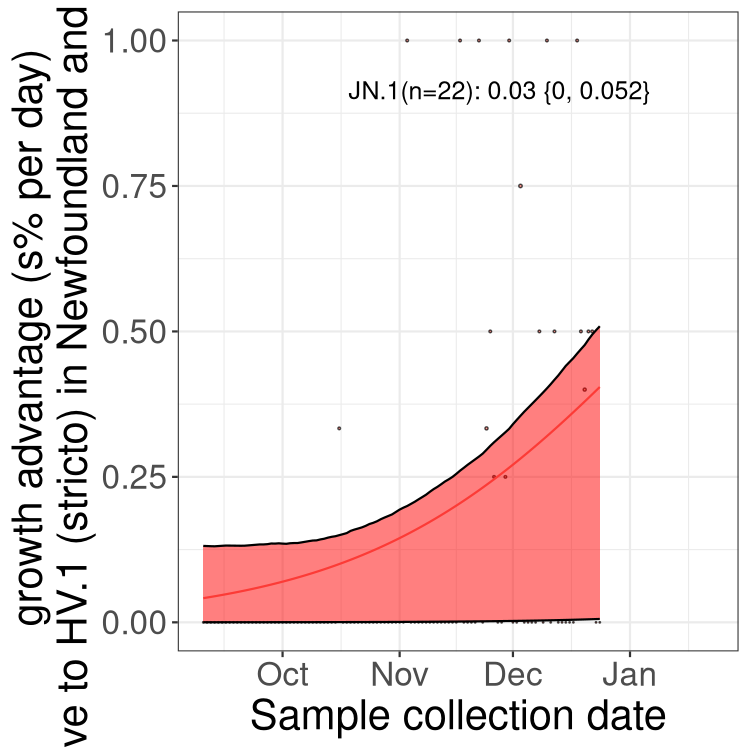 growth advantage (s% per day)
ve to HV.1 (stricto) in Newfoundland and
1.00
0.75
0.50
0.25
0.00
JN.1(n=22): 0.03 {0, 0.052}
Oct Nov Dec Jan
Sample collection date